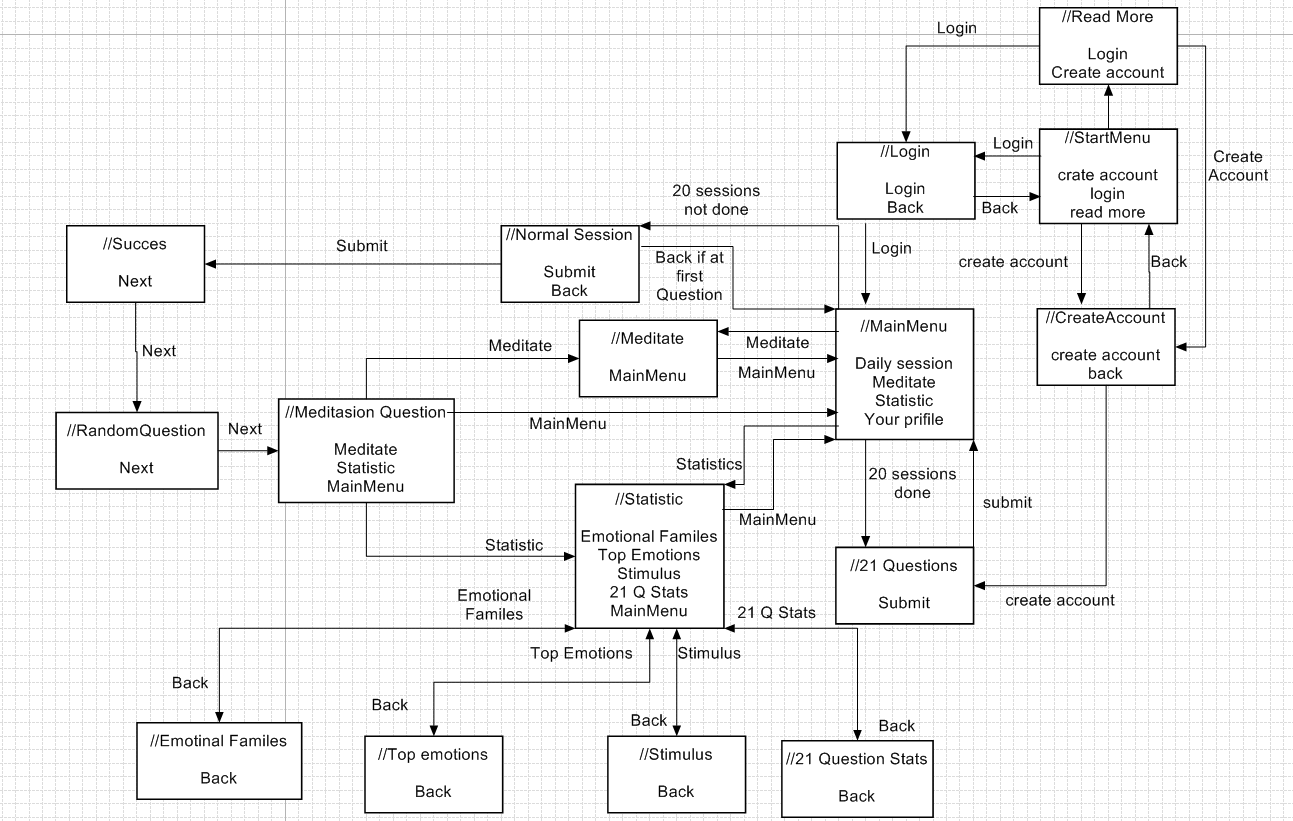 //Read More
Login
Create account
Login
//StartMenu
crate account
login
read more
Login
Create
Account
//Login
Login
Back
Back
20 sessions
not done
//Succes
Next
Submit
//Normal Session
Submit
Back
Back if at
first
Question
Login
create account
Back
//MainMenu
Daily session
Meditate
Statistic
Your prifile
//CreateAccount
create account
back
//Meditate
MainMenu
Meditate
Meditate
MainMenu
Next
//RandomQuestion
Next
Next
//Meditasion Question
Meditate
Statistic
MainMenu
MainMenu
Statistics
20 sessions
done
submit
//Statistic
Emotional Familes
Top Emotions
Stimulus
21 Q Stats
MainMenu
MainMenu
Statistic
//21 Questions
Submit
create account
Emotional
Familes
21 Q Stats
Top Emotions
Stimulus
Back
Back
Back
Back
//Emotinal Familes
Back
//Top emotions
Back
//Stimulus
Back
//21 Question Stats
Back